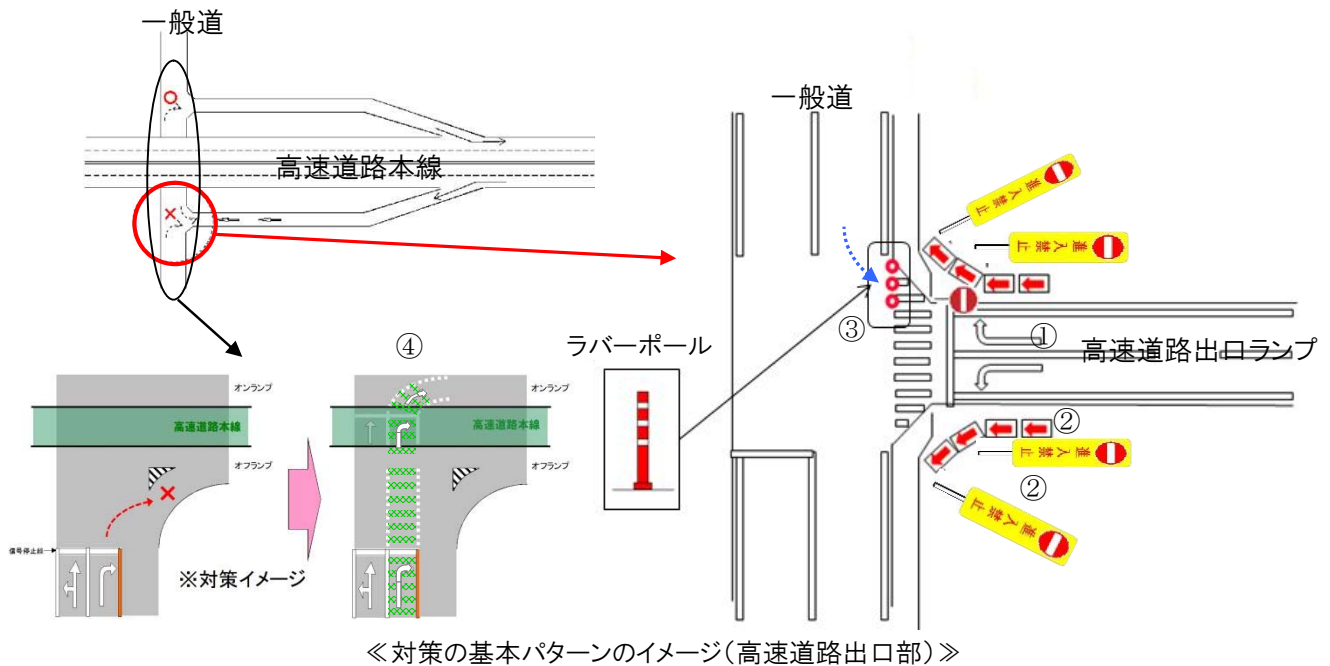 一般道
高速道路本線
一般道
進入禁止
進入禁止
③
①
高速道路出口ランプ
②
進入禁止
②
進入禁止
ラバーポール
④
オンランプ
高速道路本線
オフランプ
信号停止線
※対策イメージ
オンランプ
高速道路本線
オフランプ
≪対策の基本パターンのイメージ(高速道路出口部)≫